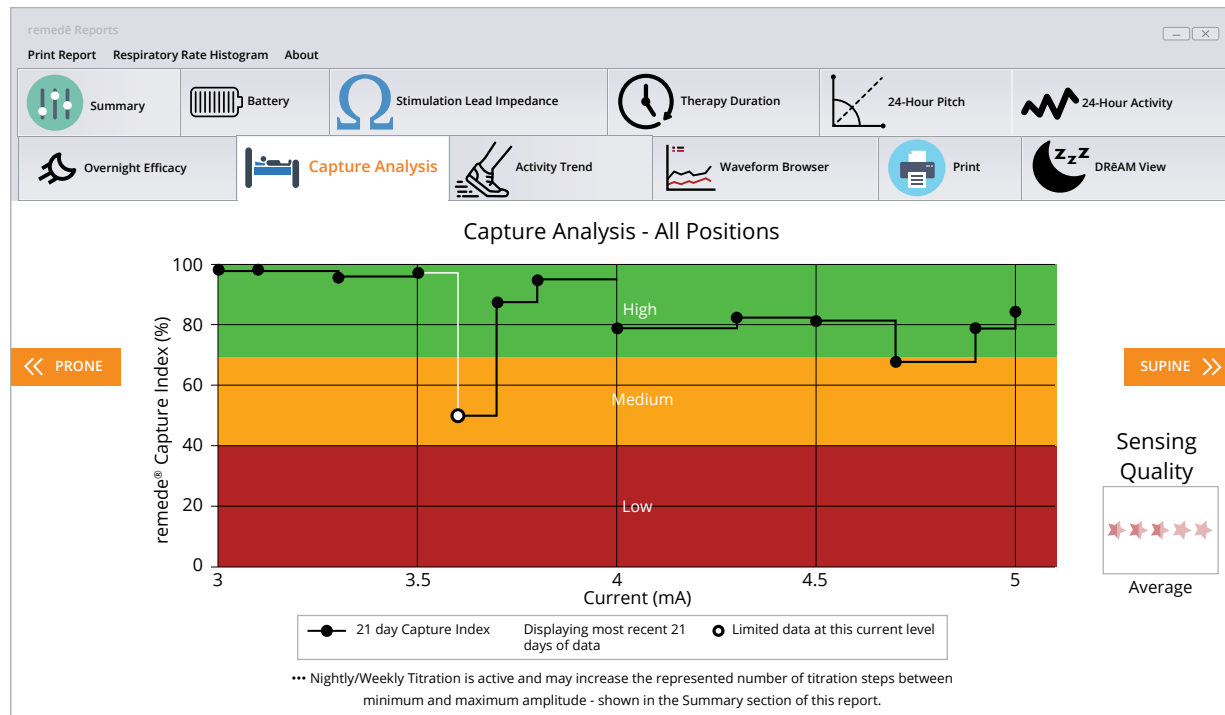 remedē Reports
Print Report Respiratory Rate Histogram About
Summary
Battery
Stimulation Lead Impedance
Therapy Duration
24-Hour Pitch
24-Hour Activity
Overnight Efficacy
Capture Analysis
Activity Trend
Waveform Browser
Print
zzZ
DRēAM View
Capture Analysis - All Positions
remede® Capture Index (%)
100
80
60
40
20
0
High
Medium
Low
3
3.5
4
4.5
5
Current (mA)
PRONE
SUPINE
Sensing
Quality
Average
21 day Capture Index
Displaying most recent 21
days of data
Limited data at this current level
••• Nightly/Weekly Titration is active and may increase the represented number of titration steps between
minimum and maximum amplitude - shown in the Summary section of this report.